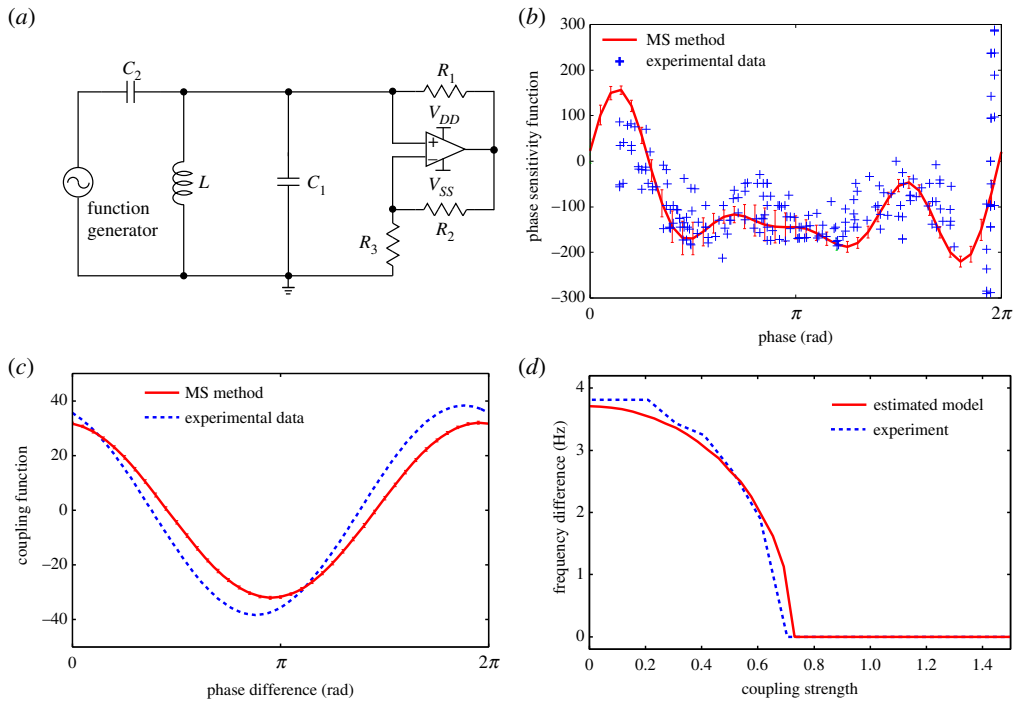 (a)
C2
R1
VDD
+
−
VSS
L
C1
R2
R3
function
generator
(b)
MS method
experimental data
phase sensitivity function
300
200
100
0
−100
−200
−300
0
π
2π
phase (rad)
(c)
MS method
experimental data
coupling function
40
20
0
−20
−40
0
π
2π
phase difference (rad)
(d)
estimated model
experiment
frequency difference (Hz)
4
3
2
1
0
0
0.2
0.4
0.6
0.8
1.0
1.2
1.4
coupling strength